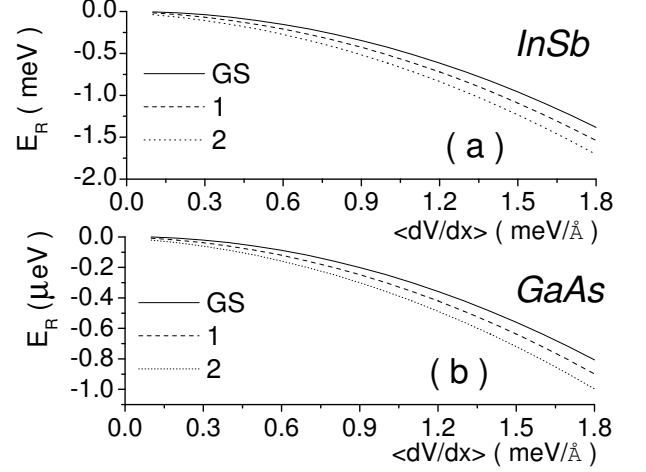 0.0
-0.5
-1.0
-1.5
-2.0
E_R ( meV )
InSb
GS
1
2
( a )
0.0 0.3 0.6 0.9 1.2 1.5 1.8
<dV/dx> ( meV/Å )
0.0
-0.2
-0.4
-0.6
-0.8
-1.0
E_R (μeV )
GaAs
GS
1
2
( b )
0.0 0.3 0.6 0.9 1.2 1.5 1.8
<dV/dx> ( meV/Å )